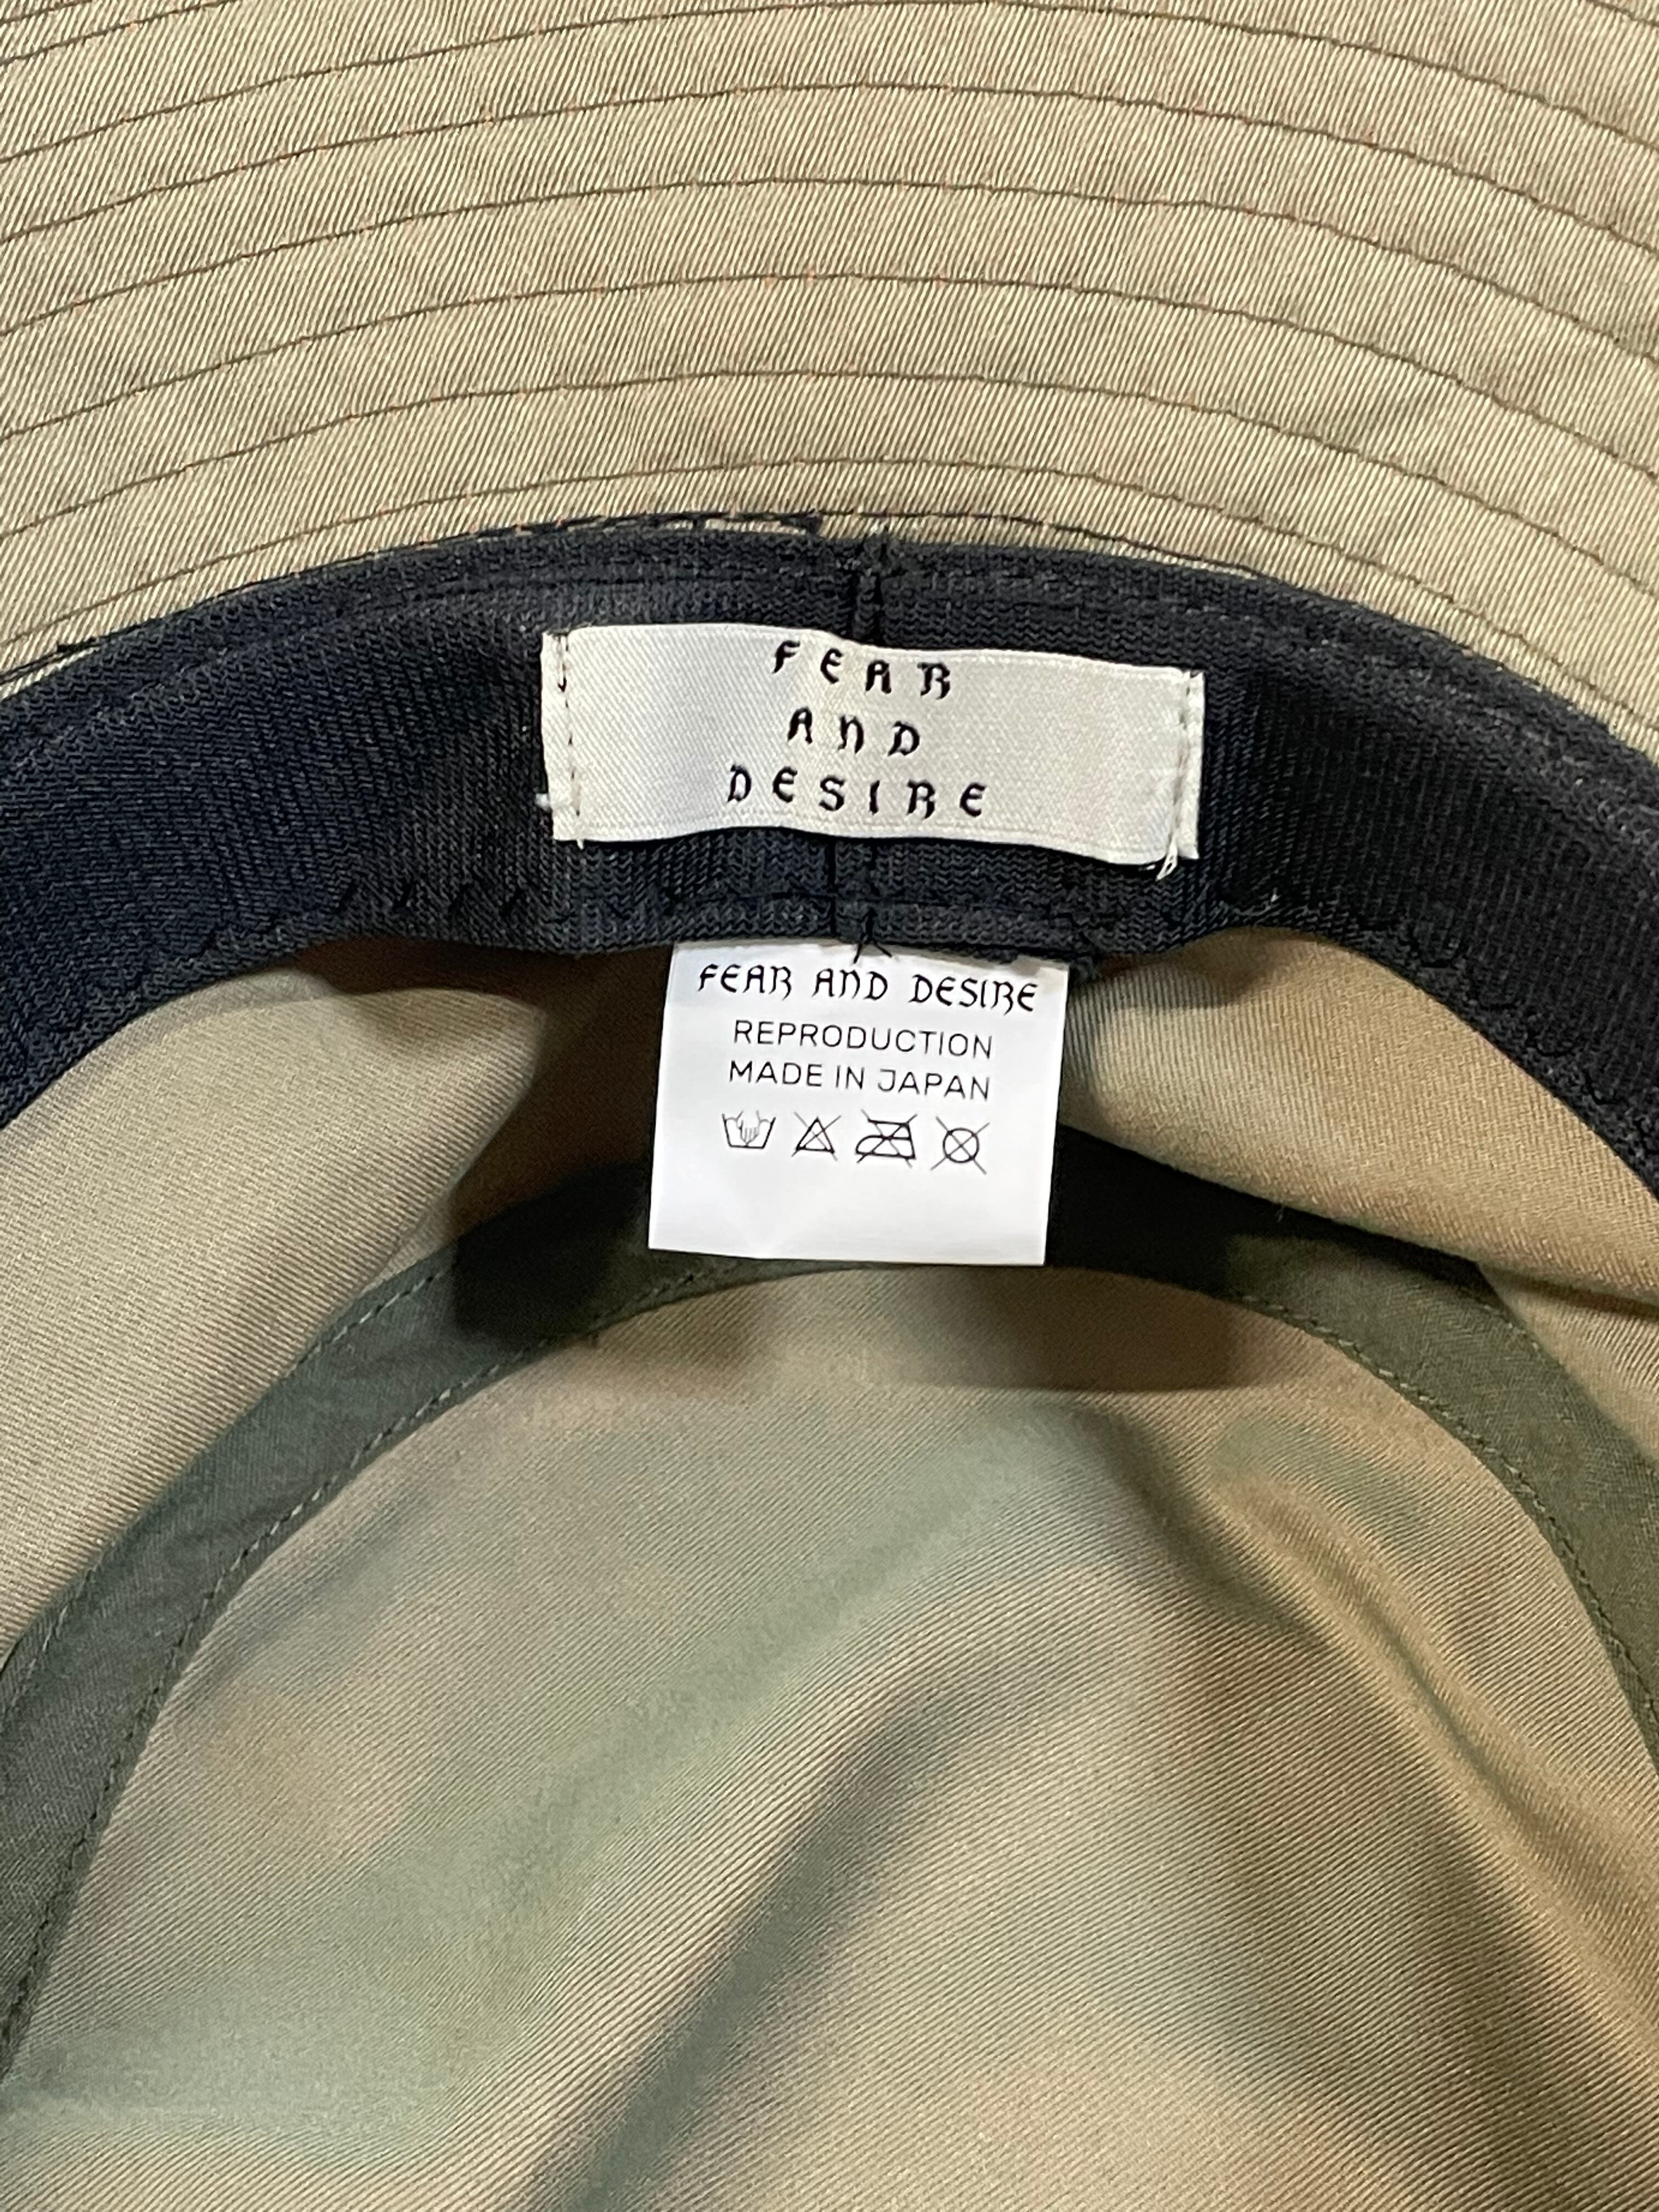 FEAR
AND
DESIRE
FEAR AND DESIRE
REPRODUCTION
MADE IN JAPAN